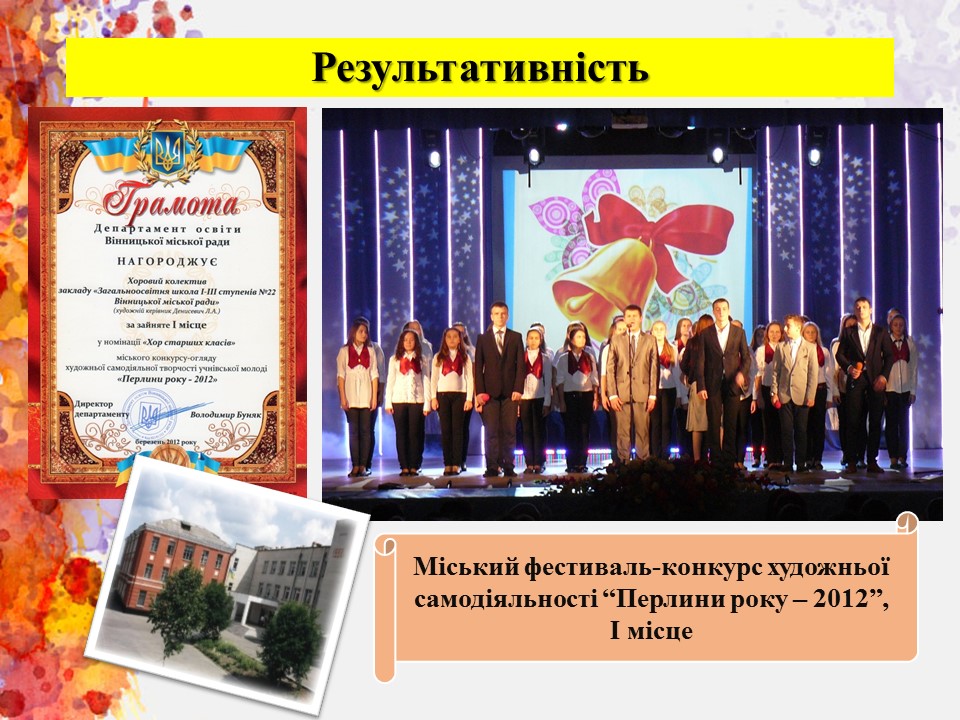 Результативність
Грамота
Департамент освіти
Вінницької міської ради
НАГОРОДЖУЄ
Хоровий колектив
закладу «Загальноосвітня школа І-ІІІ ступенів №22
Вінницької міської ради»
(художній керівник Денисевич Л.А.)
за зайняте І місце
у номінації «Хор старших класів»
міського конкурсу-огляду
художньої самодіяльної творчості учнівської молоді
«Перлини року - 2012»
Директор
департаменту Володимир Буняк
березень 2012 року
Міський фестиваль-конкурс художньої
самодіяльності “Перлини року – 2012”,
І місце